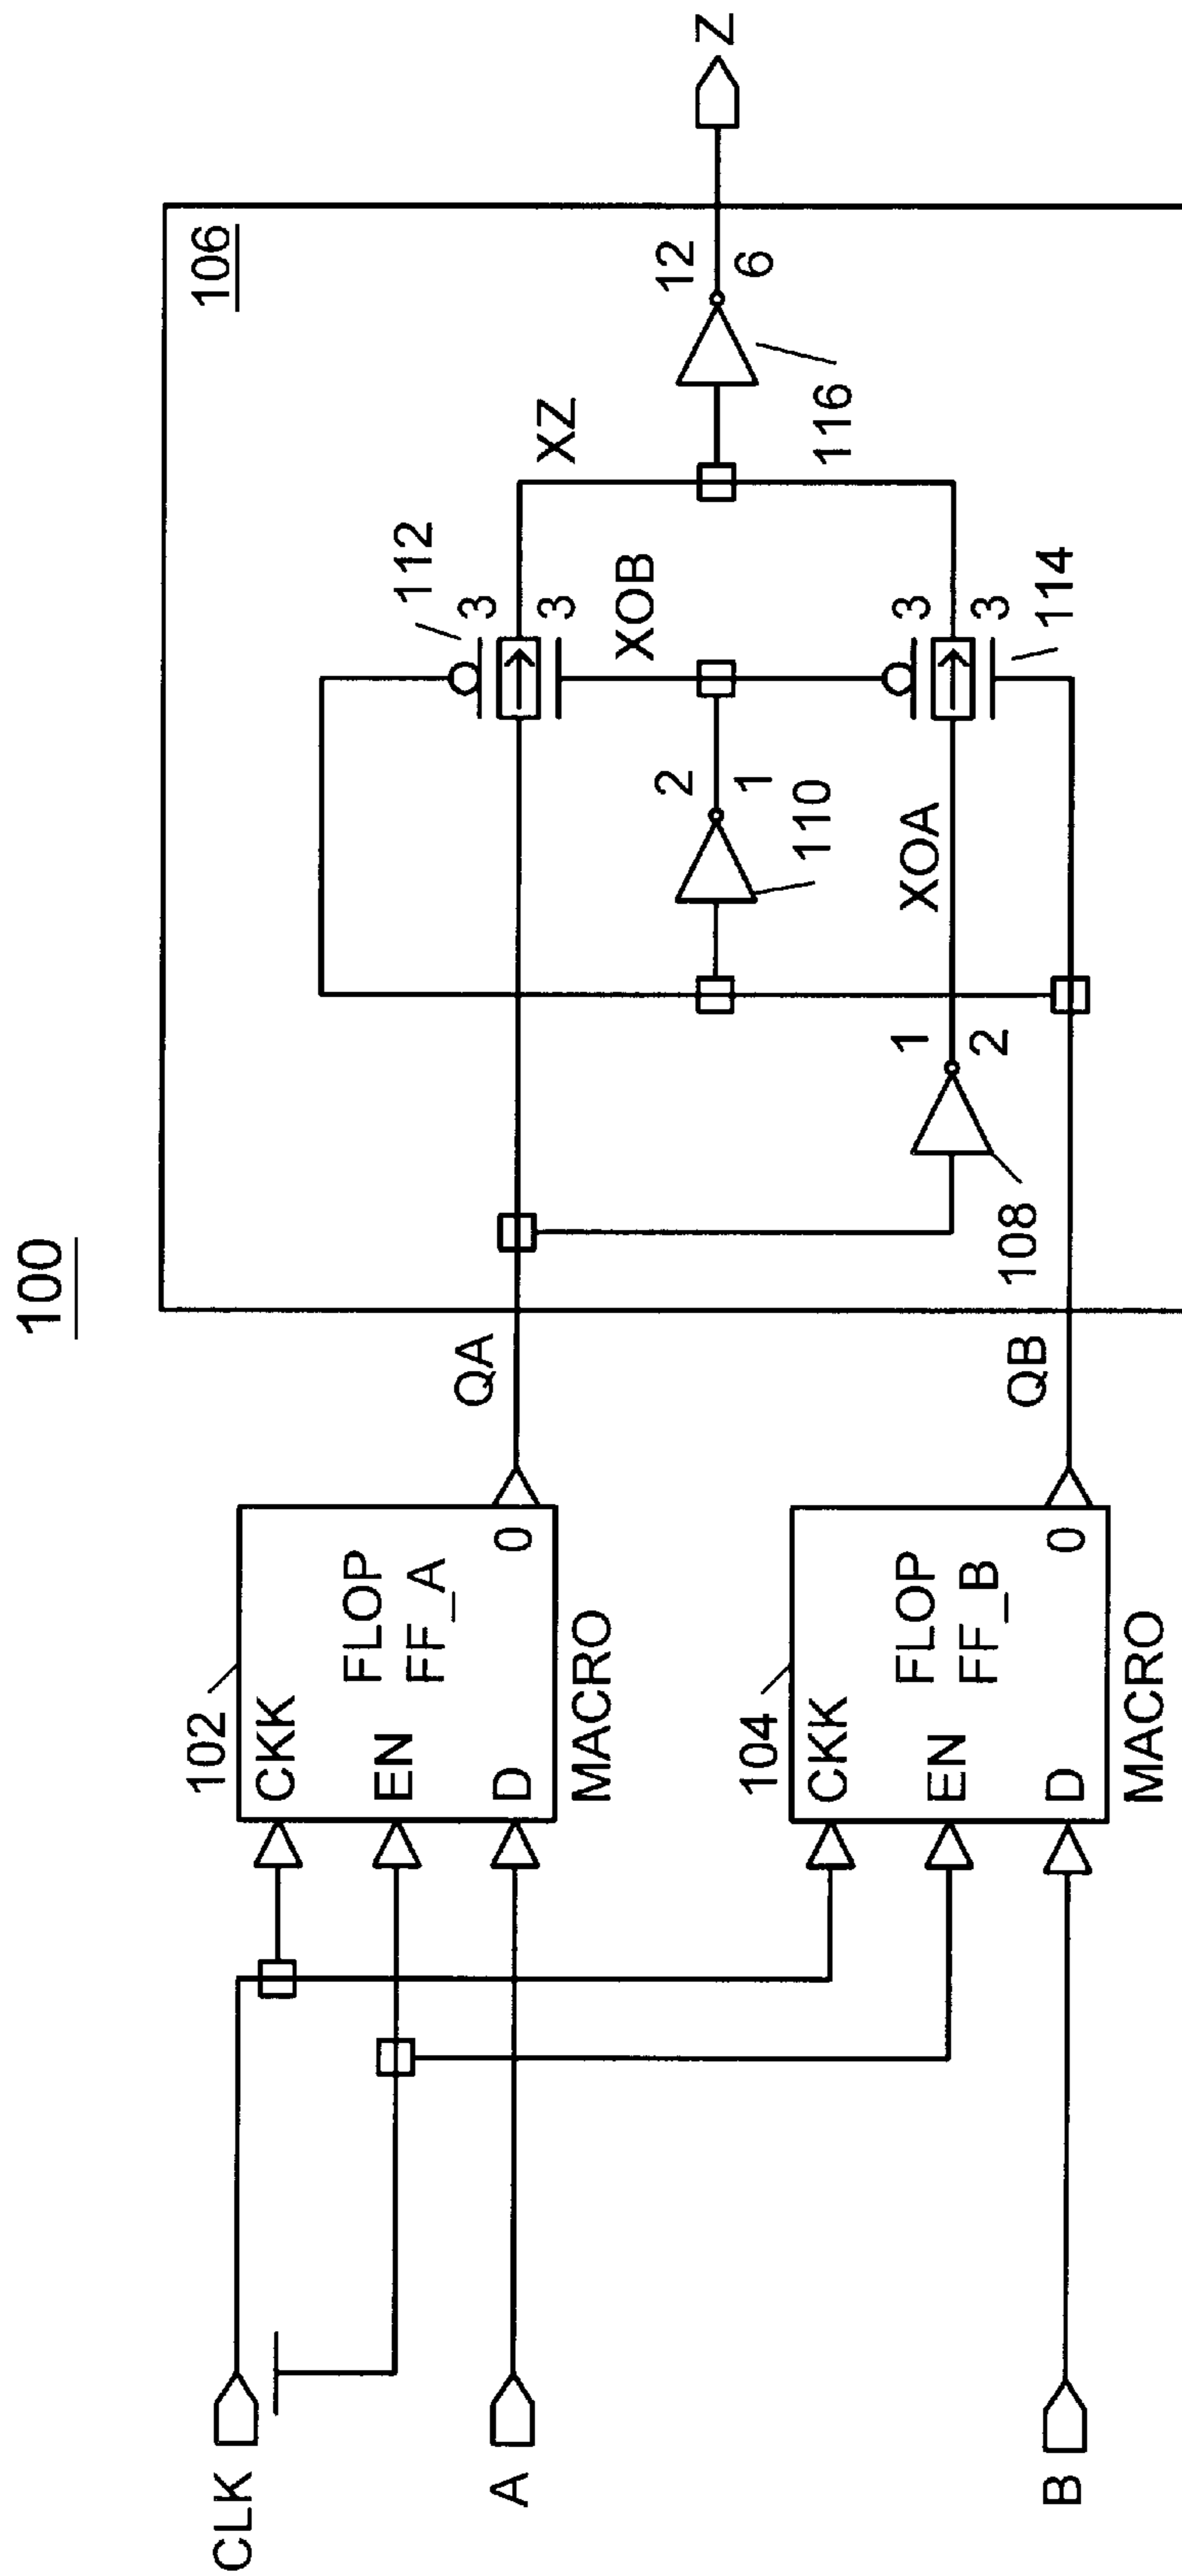 100
106
CLK
A
B
102
CKK
EN
D
FLOP
FF_A
0
MACRO
104
CKK
EN
D
FLOP
FF_B
0
MACRO
QA
QB
108
1
2
XOA
110
2
1
XOB
112
3
3
114
3
3
XZ
116
12
6
Z